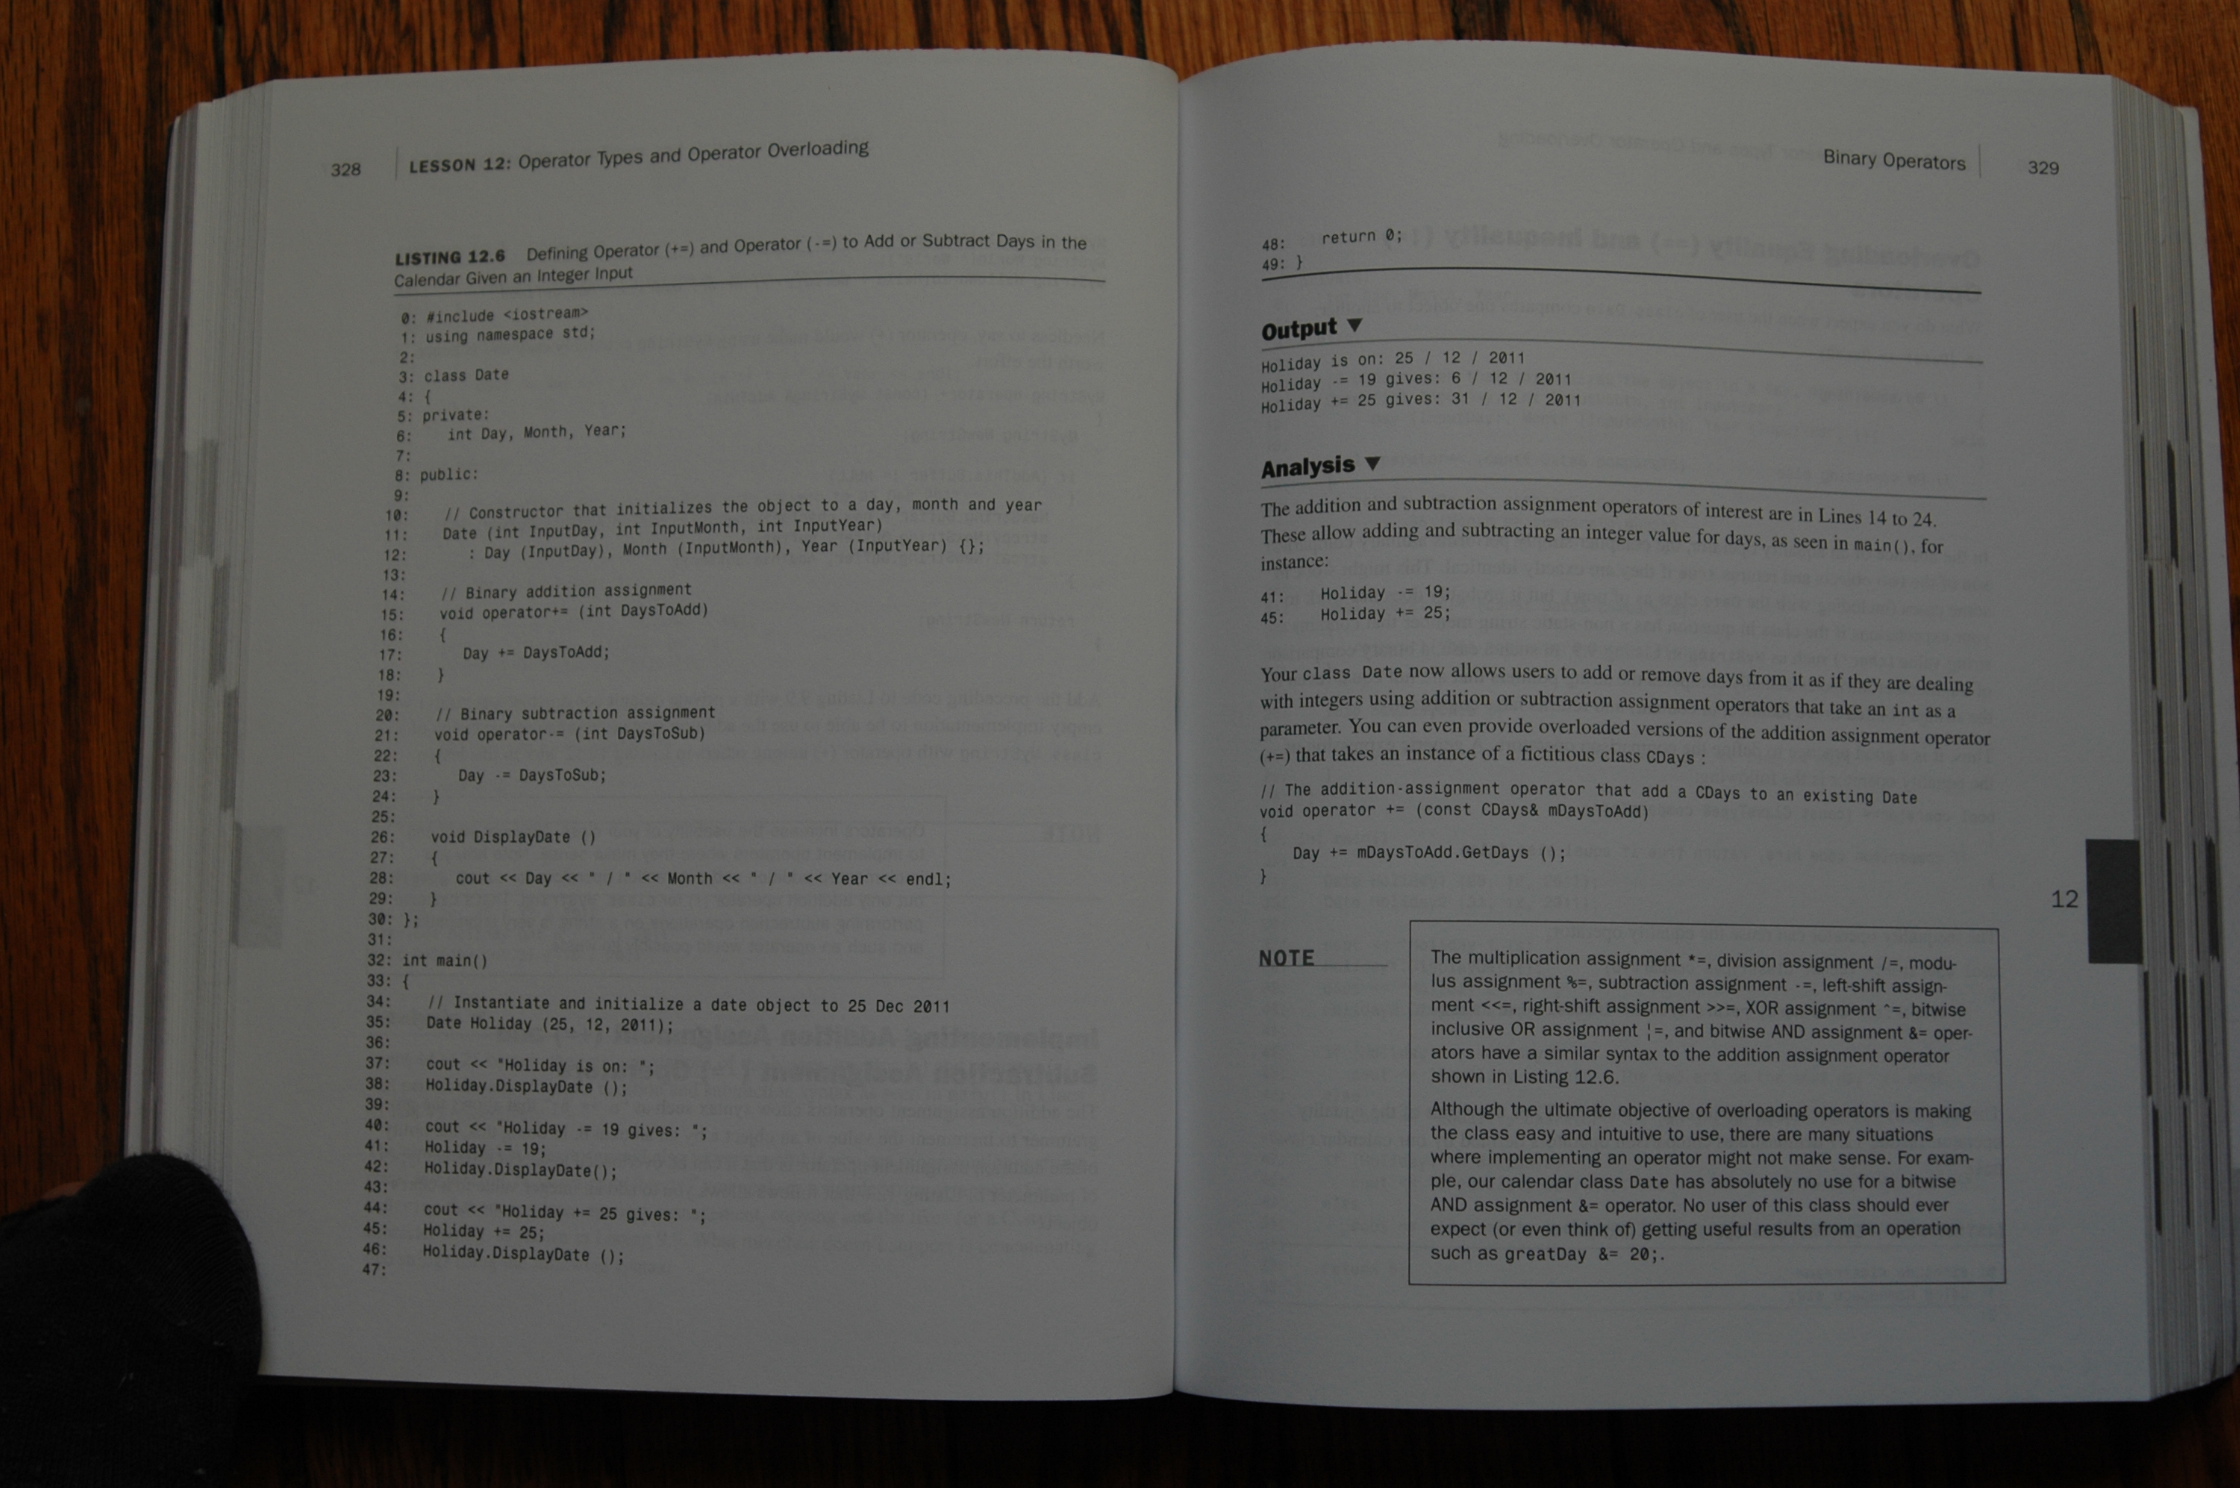 328 | LESSON 12: Operator Types and Operator Overloading
LISTING 12.6 Defining Operator (+=) and Operator (-=) to Add or Subtract Days in the
Calendar Given an Integer Input
0: #include <iostream>
1: using namespace std;
2:
3: class Date
4: {
5: private:
6:   int Day, Month, Year;
7:
8: public:
9:
10:   // Constructor that initializes the object to a day, month and year
11:   Date (int InputDay, int InputMonth, int InputYear)
12:     : Day (InputDay), Month (InputMonth), Year (InputYear) {};
13:
14:   // Binary addition assignment
15:   void operator+= (int DaysToAdd)
16:   {
17:     Day += DaysToAdd;
18:   }
19:
20:   // Binary subtraction assignment
21:   void operator-= (int DaysToSub)
22:   {
23:     Day -= DaysToSub;
24:   }
25:
26:   void DisplayDate ()
27:   {
28:     cout << Day << " / " << Month << " / " << Year << endl;
29:   }
30: };
31:
32: int main()
33: {
34:   // Instantiate and initialize a date object to 25 Dec 2011
35:   Date Holiday (25, 12, 2011);
36:
37:   cout << "Holiday is on: ";
38:   Holiday.DisplayDate ();
39:
40:   cout << "Holiday -= 19 gives: ";
41:   Holiday -= 19;
42:   Holiday.DisplayDate();
43:
44:   cout << "Holiday += 25 gives: ";
45:   Holiday += 25;
46:   Holiday.DisplayDate ();
47:
Binary Operators | 329
48:   return 0;
49: }
Output ▼
Holiday is on: 25 / 12 / 2011
Holiday -= 19 gives: 6 / 12 / 2011
Holiday += 25 gives: 31 / 12 / 2011
Analysis ▼
The addition and subtraction assignment operators of interest are in Lines 14 to 24.
These allow adding and subtracting an integer value for days, as seen in main(), for
instance:
41:   Holiday -= 19;
45:   Holiday += 25;
Your class Date now allows users to add or remove days from it as if they are dealing
with integers using addition or subtraction assignment operators that take an int as a
parameter. You can even provide overloaded versions of the addition assignment operator
(+=) that takes an instance of a fictitious class CDays:
// The addition-assignment operator that add a CDays to an existing Date
void operator += (const CDays& mDaysToAdd)
{
  Day += mDaysToAdd.GetDays ();
}
12
NOTE
The multiplication assignment *=, division assignment /=, modu-
lus assignment %=, subtraction assignment -=, left-shift assign-
ment <<=, right-shift assignment >>=, XOR assignment ^=, bitwise
inclusive OR assignment |=, and bitwise AND assignment &= oper-
ators have a similar syntax to the addition assignment operator
shown in Listing 12.6.
Although the ultimate objective of overloading operators is making
the class easy and intuitive to use, there are many situations
where implementing an operator might not make sense. For exam-
ple, our calendar class Date has absolutely no use for a bitwise
AND assignment &= operator. No user of this class should ever
expect (or even think of) getting useful results from an operation
such as greatDay &= 20;.